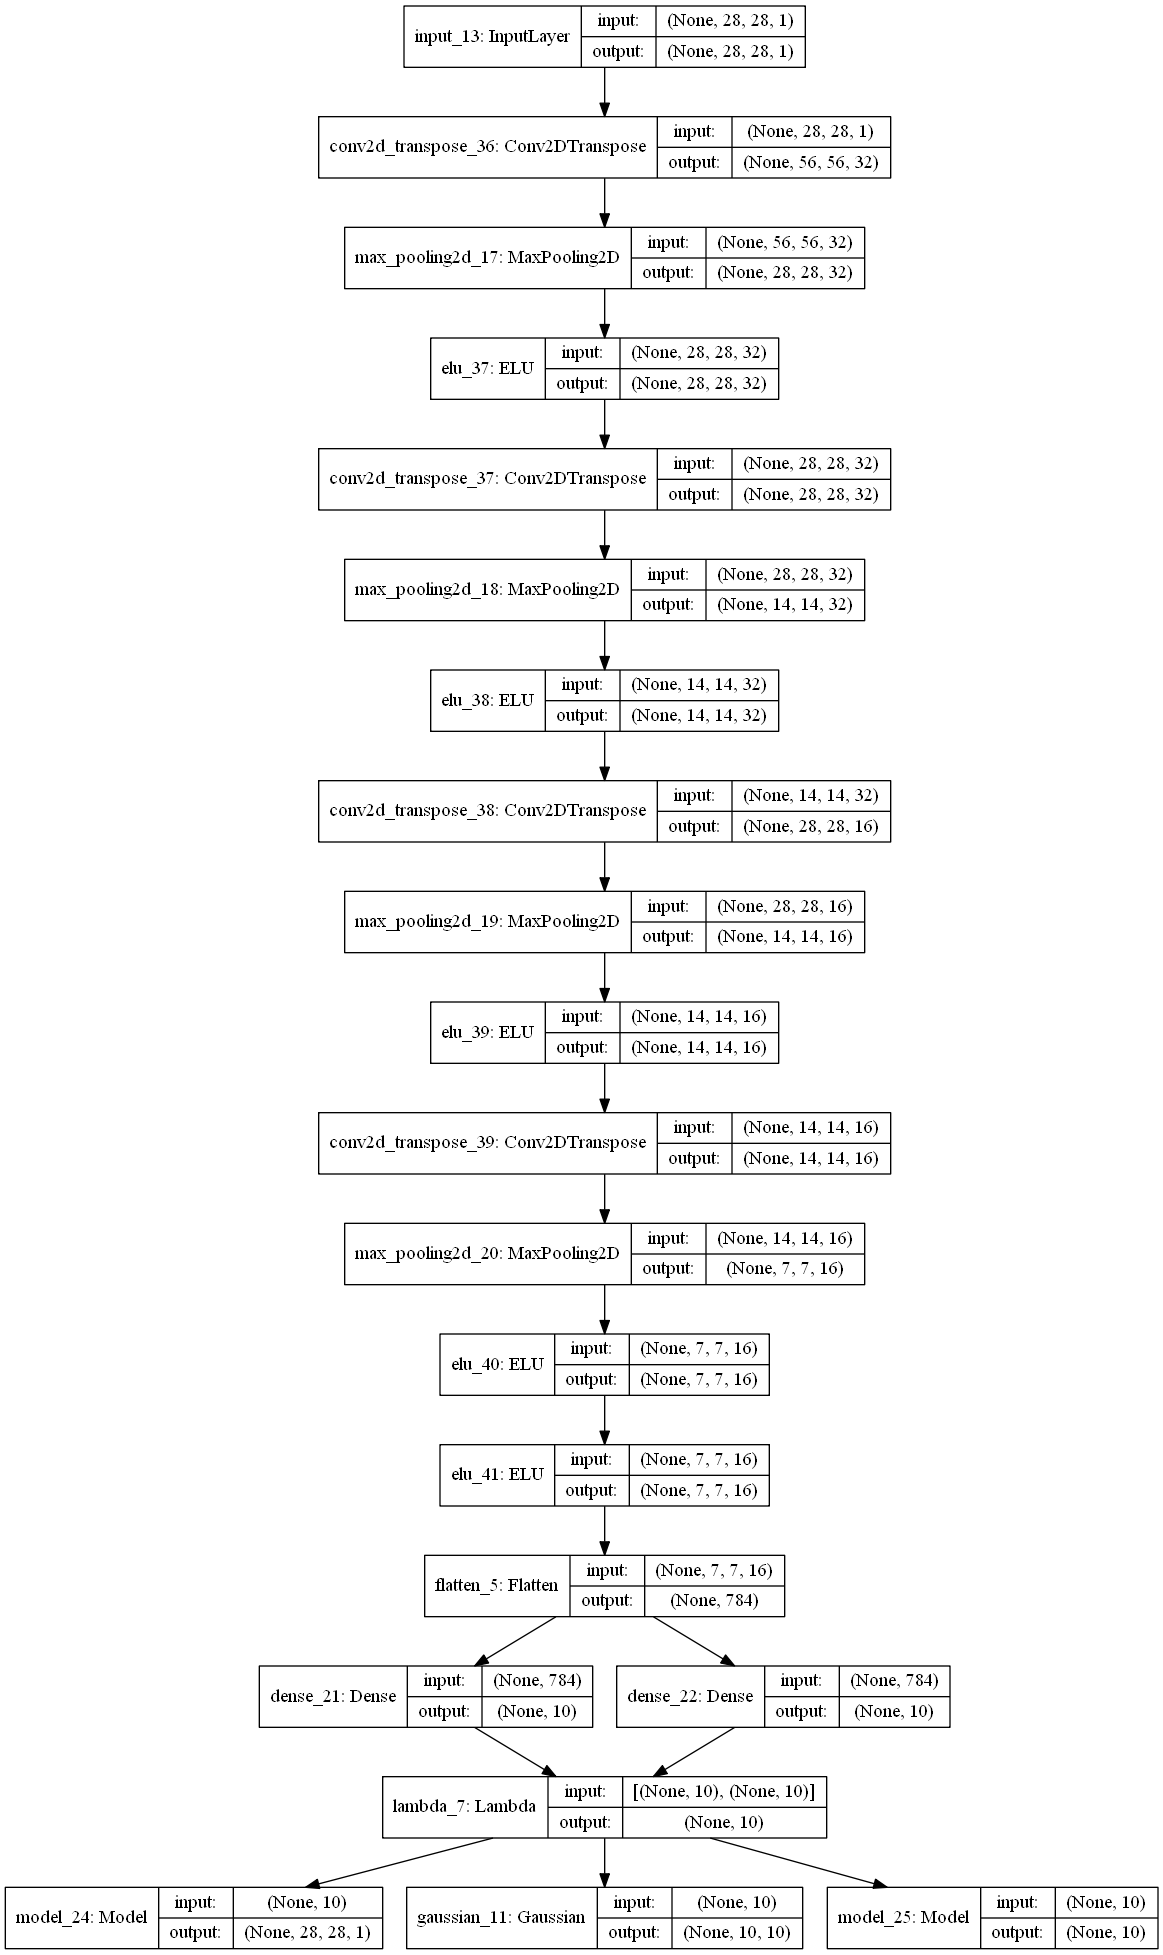 input_13: InputLayer
input: (None, 28, 28, 1)
output: (None, 28, 28, 1)
conv2d_transpose_36: Conv2DTranspose
input: (None, 28, 28, 1)
output: (None, 56, 56, 32)
max_pooling2d_17: MaxPooling2D
input: (None, 56, 56, 32)
output: (None, 28, 28, 32)
elu_37: ELU
input: (None, 28, 28, 32)
output: (None, 28, 28, 32)
conv2d_transpose_37: Conv2DTranspose
input: (None, 28, 28, 32)
output: (None, 28, 28, 32)
max_pooling2d_18: MaxPooling2D
input: (None, 28, 28, 32)
output: (None, 14, 14, 32)
elu_38: ELU
input: (None, 14, 14, 32)
output: (None, 14, 14, 32)
conv2d_transpose_38: Conv2DTranspose
input: (None, 14, 14, 32)
output: (None, 28, 28, 16)
max_pooling2d_19: MaxPooling2D
input: (None, 28, 28, 16)
output: (None, 14, 14, 16)
elu_39: ELU
input: (None, 14, 14, 16)
output: (None, 14, 14, 16)
conv2d_transpose_39: Conv2DTranspose
input: (None, 14, 14, 16)
output: (None, 14, 14, 16)
max_pooling2d_20: MaxPooling2D
input: (None, 14, 14, 16)
output: (None, 7, 7, 16)
elu_40: ELU
input: (None, 7, 7, 16)
output: (None, 7, 7, 16)
elu_41: ELU
input: (None, 7, 7, 16)
output: (None, 7, 7, 16)
flatten_5: Flatten
input: (None, 7, 7, 16)
output: (None, 784)
dense_21: Dense
input: (None, 784)
output: (None, 10)
dense_22: Dense
input: (None, 784)
output: (None, 10)
lambda_7: Lambda
input: [(None, 10), (None, 10)]
output: (None, 10)
model_24: Model
input: (None, 10)
output: (None, 28, 28, 1)
gaussian_11: Gaussian
input: (None, 10)
output: (None, 10, 10)
model_25: Model
input: (None, 10)
output: (None, 10)